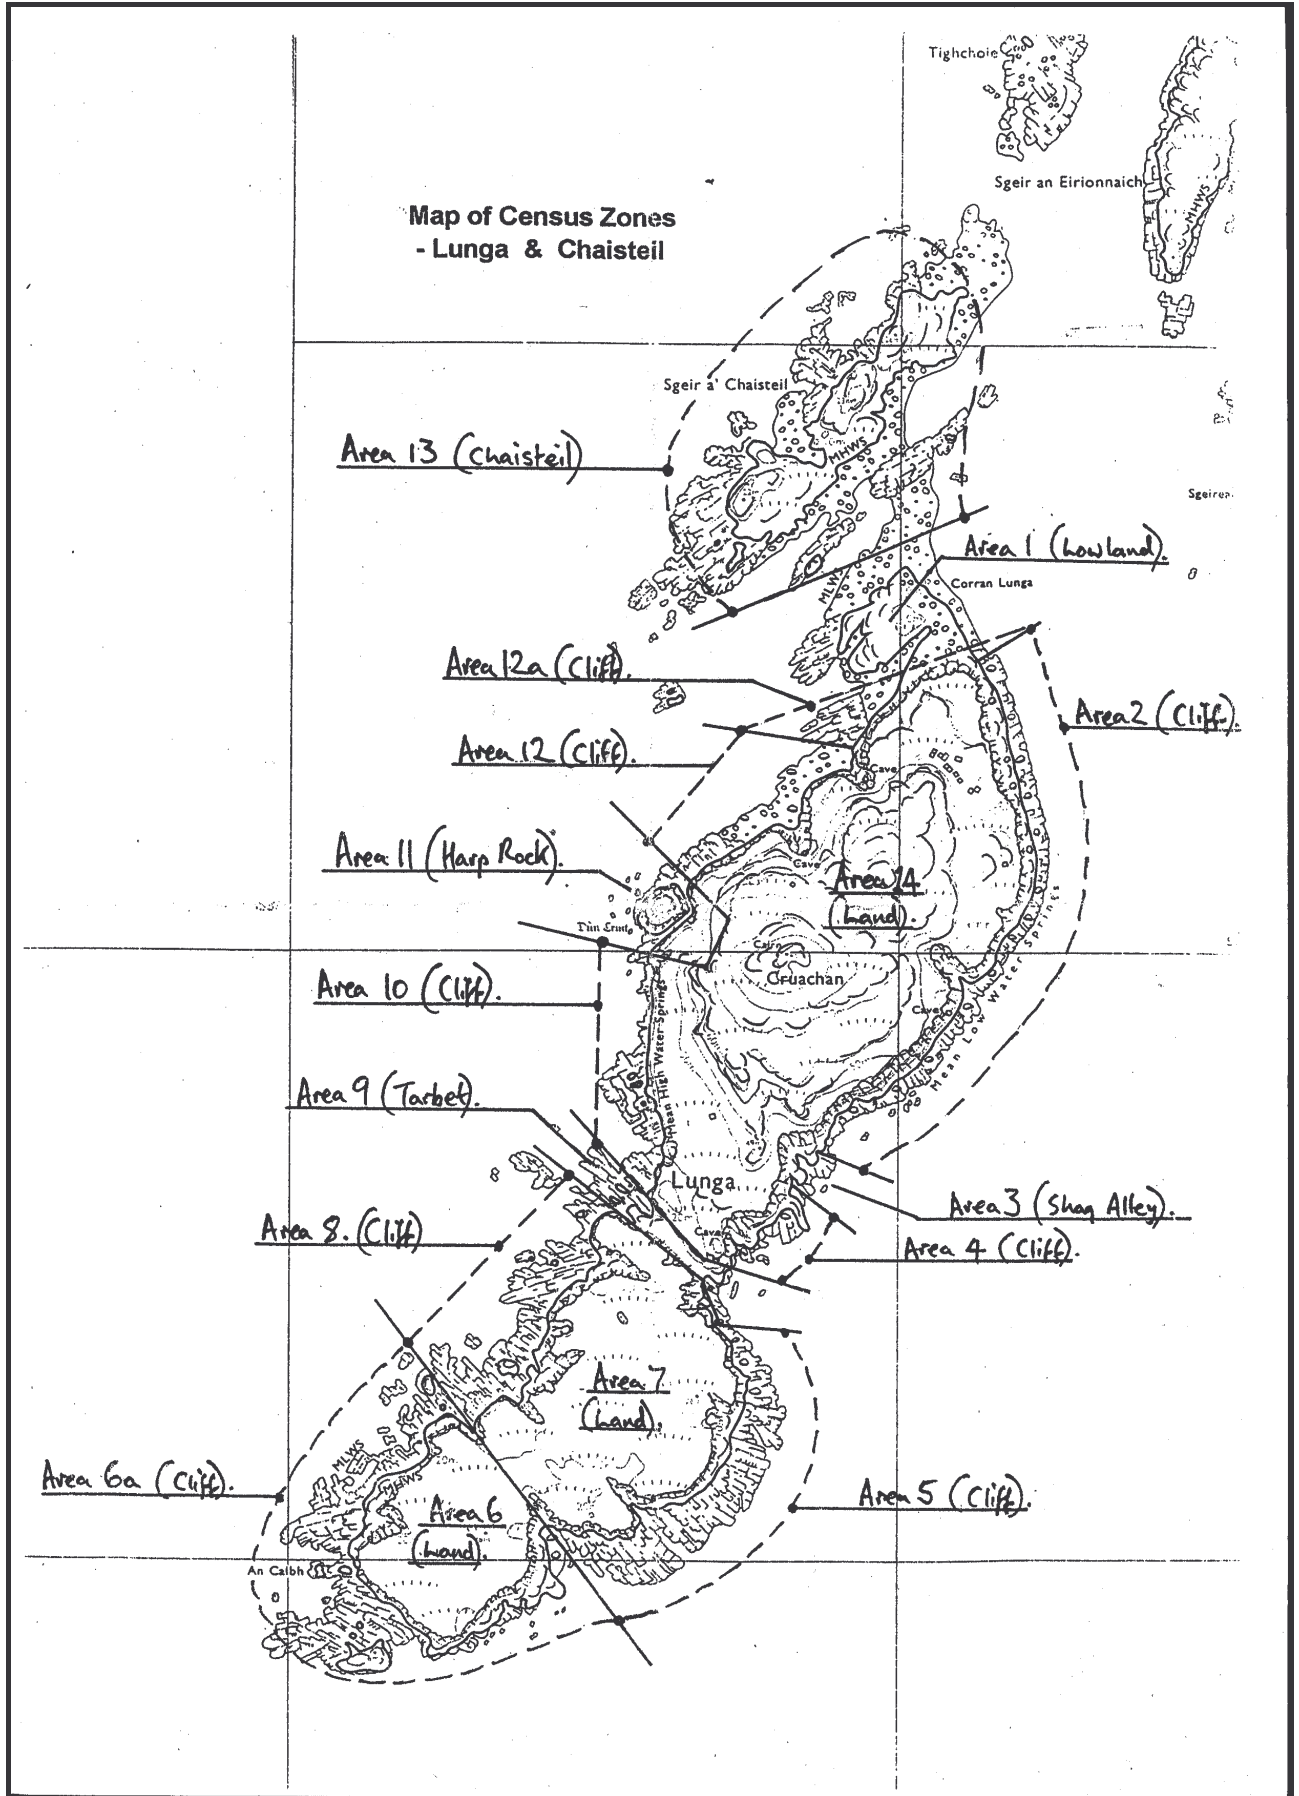 Tighchoie
Sgeir an Eirionnaich
MHWS
Map of Census Zones
- Lunga & Chaisteil
Sgeir a' Chaisteil
Area 13 (Chaisteil)
MHWS
Area 1 (Lowland).
Corran Lunga
MLWS
Area 12a (Cliff).
Area 2 (Cliff).
Area 12 (Cliff).
Cave
Area 11 (Harp Rock).
Cave
Area 14
(Land).
Cairn
Cruachan
Area 10 (Cliff).
Cave
Mean High Water Springs
Mean Low Water Springs
Area 9 (Tarbet).
Lunga
Area 3 (Shag Alley).
Area 8. (Cliff)
Cave
Area 4 (Cliff).
Area 7
(Land).
MLWS
MHWS
Area 6a (Cliff).
Area 5 (Cliff).
Area 6
(Land).
An Calbh